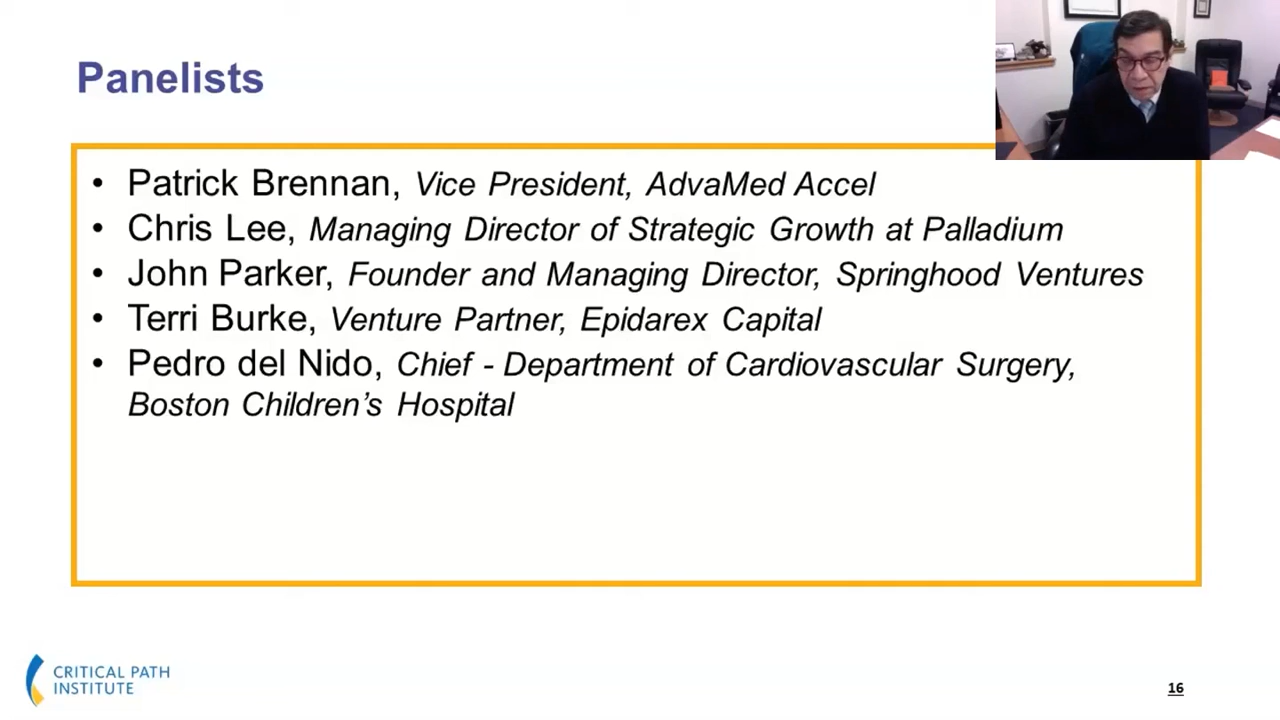 Panelists
• Patrick Brennan, Vice President, AdvaMed Accel
• Chris Lee, Managing Director of Strategic Growth at Palladium
• John Parker, Founder and Managing Director, Springhood Ventures
• Terri Burke, Venture Partner, Epidarex Capital
• Pedro del Nido, Chief - Department of Cardiovascular Surgery,
Boston Children’s Hospital
CRITICAL PATH
INSTITUTE
16